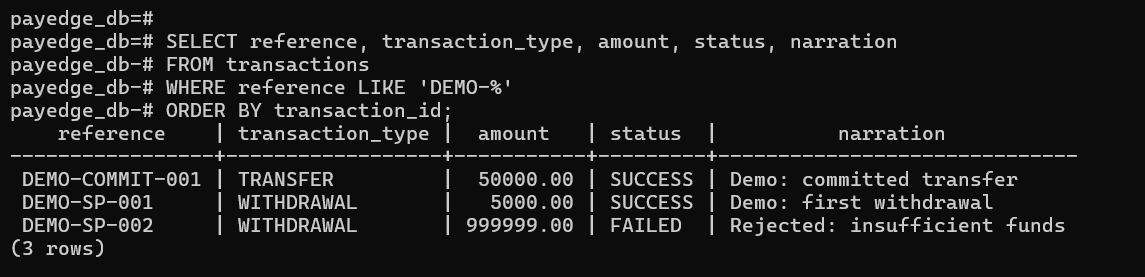 payedge_db=#
payedge_db=# SELECT reference, transaction_type, amount, status, narration
payedge_db-# FROM transactions
payedge_db-# WHERE reference LIKE 'DEMO-%'
payedge_db-# ORDER BY transaction_id;
    reference    | transaction_type |  amount   | status  |          narration
-----------------+------------------+-----------+---------+------------------------------
 DEMO-COMMIT-001 | TRANSFER         |  50000.00 | SUCCESS | Demo: committed transfer
 DEMO-SP-001     | WITHDRAWAL       |   5000.00 | SUCCESS | Demo: first withdrawal
 DEMO-SP-002     | WITHDRAWAL       | 999999.00 | FAILED  | Rejected: insufficient funds
(3 rows)